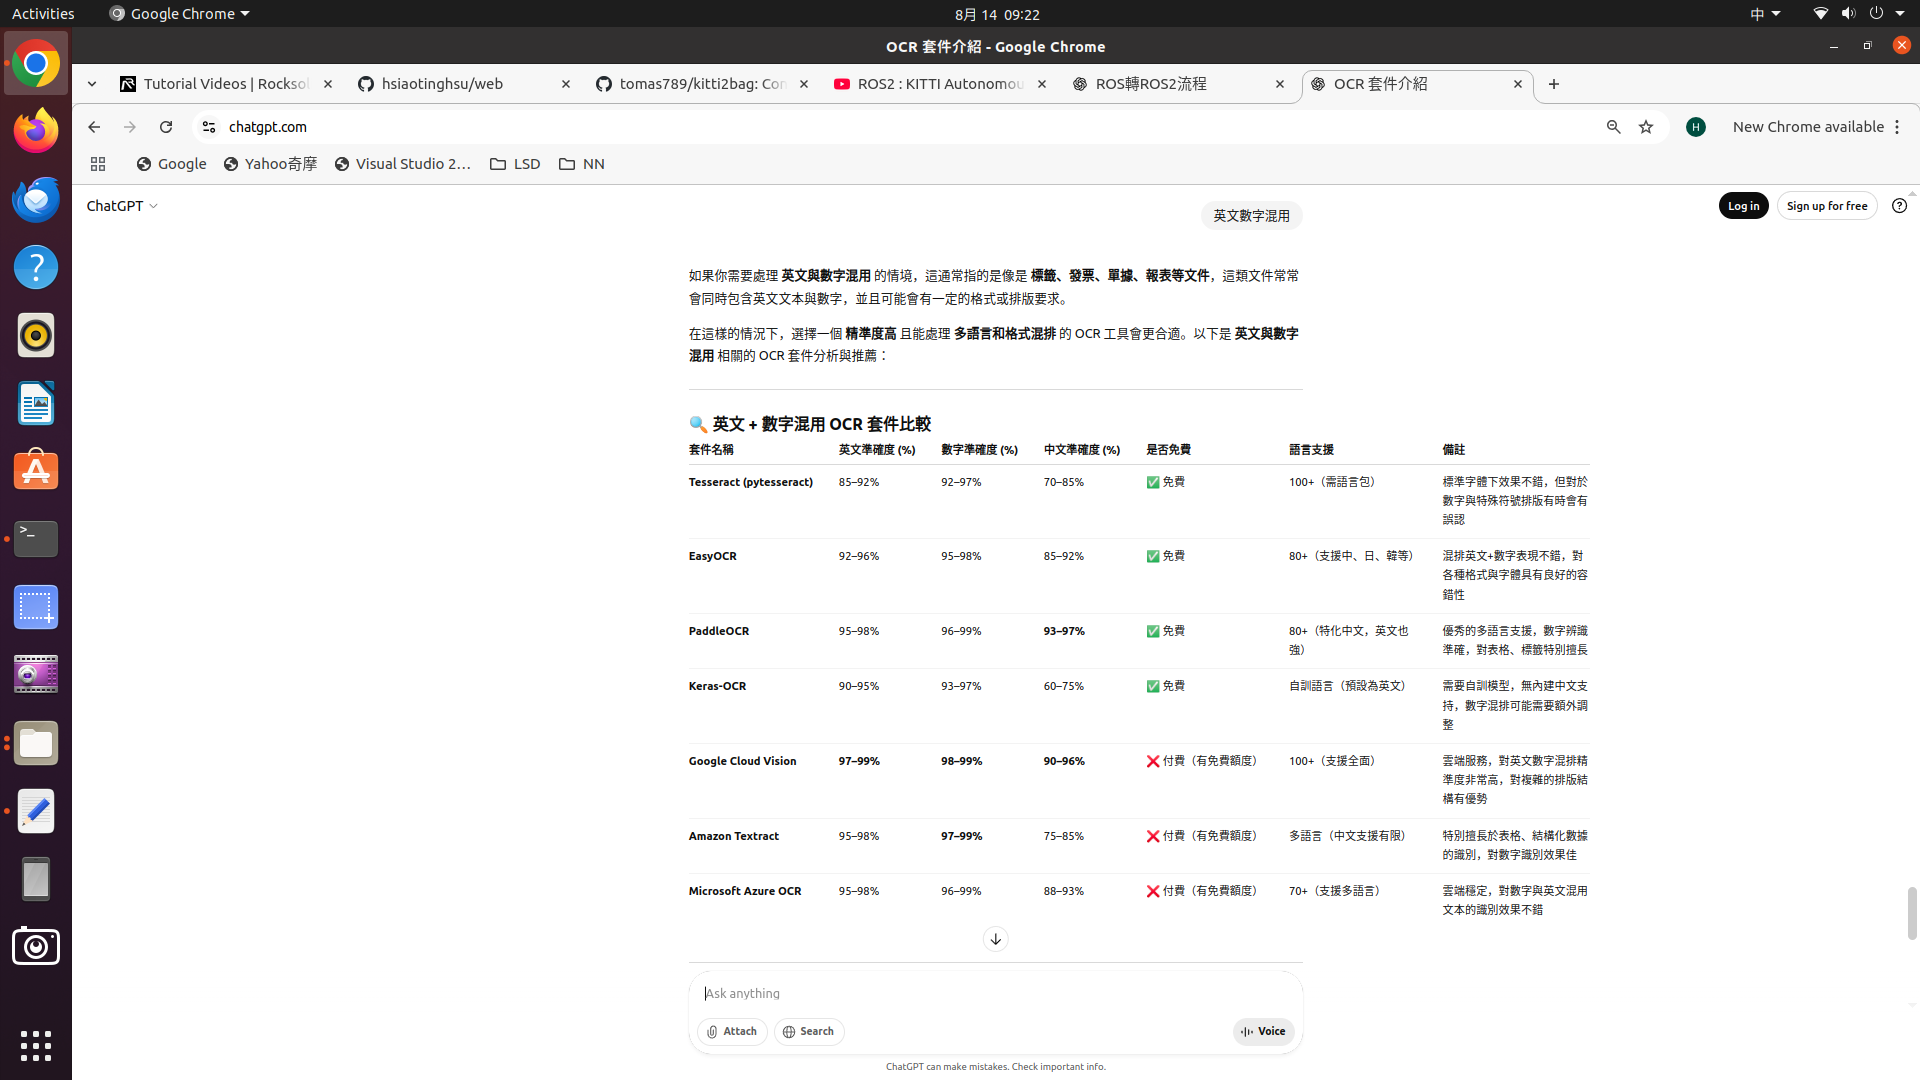 Activities
Google Chrome
8月 14 09:22
中
OCR 套件介紹 - Google Chrome
Tutorial Videos | Rocksol
hsiaotinghsu/web
tomas789/kitti2bag: Con
ROS2 : KITTI Autonomou
ROS轉ROS2流程
OCR 套件介紹
chatgpt.com
H
New Chrome available
Google
Yahoo奇摩
Visual Studio 2...
LSD
NN
ChatGPT
Log in
Sign up for free
英文數字混用
如果你需要處理 英文與數字混用 的情境，這通常指的是像是 標籤、發票、單據、報表等文件，這類文件常常
會同時包含英文文本與數字，並且可能會有一定的格式或排版要求。
在這樣的情況下，選擇一個 精準度高 且能處理 多語言和格式混排 的 OCR 工具會更合適。以下是 英文與數字
混用 相關的 OCR 套件分析與推薦：
🔍 英文 + 數字混用 OCR 套件比較
套件名稱 英文準確度 (%) 數字準確度 (%) 中文準確度 (%) 是否免費 語言支援 備註
Tesseract (pytesseract) 85–92% 92–97% 70–85% ✅ 免費 100+（需語言包） 標準字體下效果不錯，但對於
數字與特殊符號排版有時會有
誤認
EasyOCR 92–96% 95–98% 85–92% ✅ 免費 80+（支援中、日、韓等） 混排英文+數字表現不錯，對
各種格式與字體具有良好的容
錯性
PaddleOCR 95–98% 96–99% 93–97% ✅ 免費 80+（特化中文，英文也 優秀的多語言支援，數字辨識
強） 準確，對表格、標籤特別擅長
Keras-OCR 90–95% 93–97% 60–75% ✅ 免費 自訓語言（預設為英文） 需要自訓模型，無內建中文支
持，數字混排可能需要額外調
整
Google Cloud Vision 97–99% 98–99% 90–96% ❌ 付費（有免費額度） 100+（支援全面） 雲端服務，對英文數字混排精
準度非常高，對複雜的排版結
構有優勢
Amazon Textract 95–98% 97–99% 75–85% ❌ 付費（有免費額度） 多語言（中文支援有限） 特別擅長於表格、結構化數據
的識別，對數字識別效果佳
Microsoft Azure OCR 95–98% 96–99% 88–93% ❌ 付費（有免費額度） 70+（支援多語言） 雲端穩定，對數字與英文混用
文本的識別效果不錯
Ask anything
Attach
Search
Voice
ChatGPT can make mistakes. Check important info.